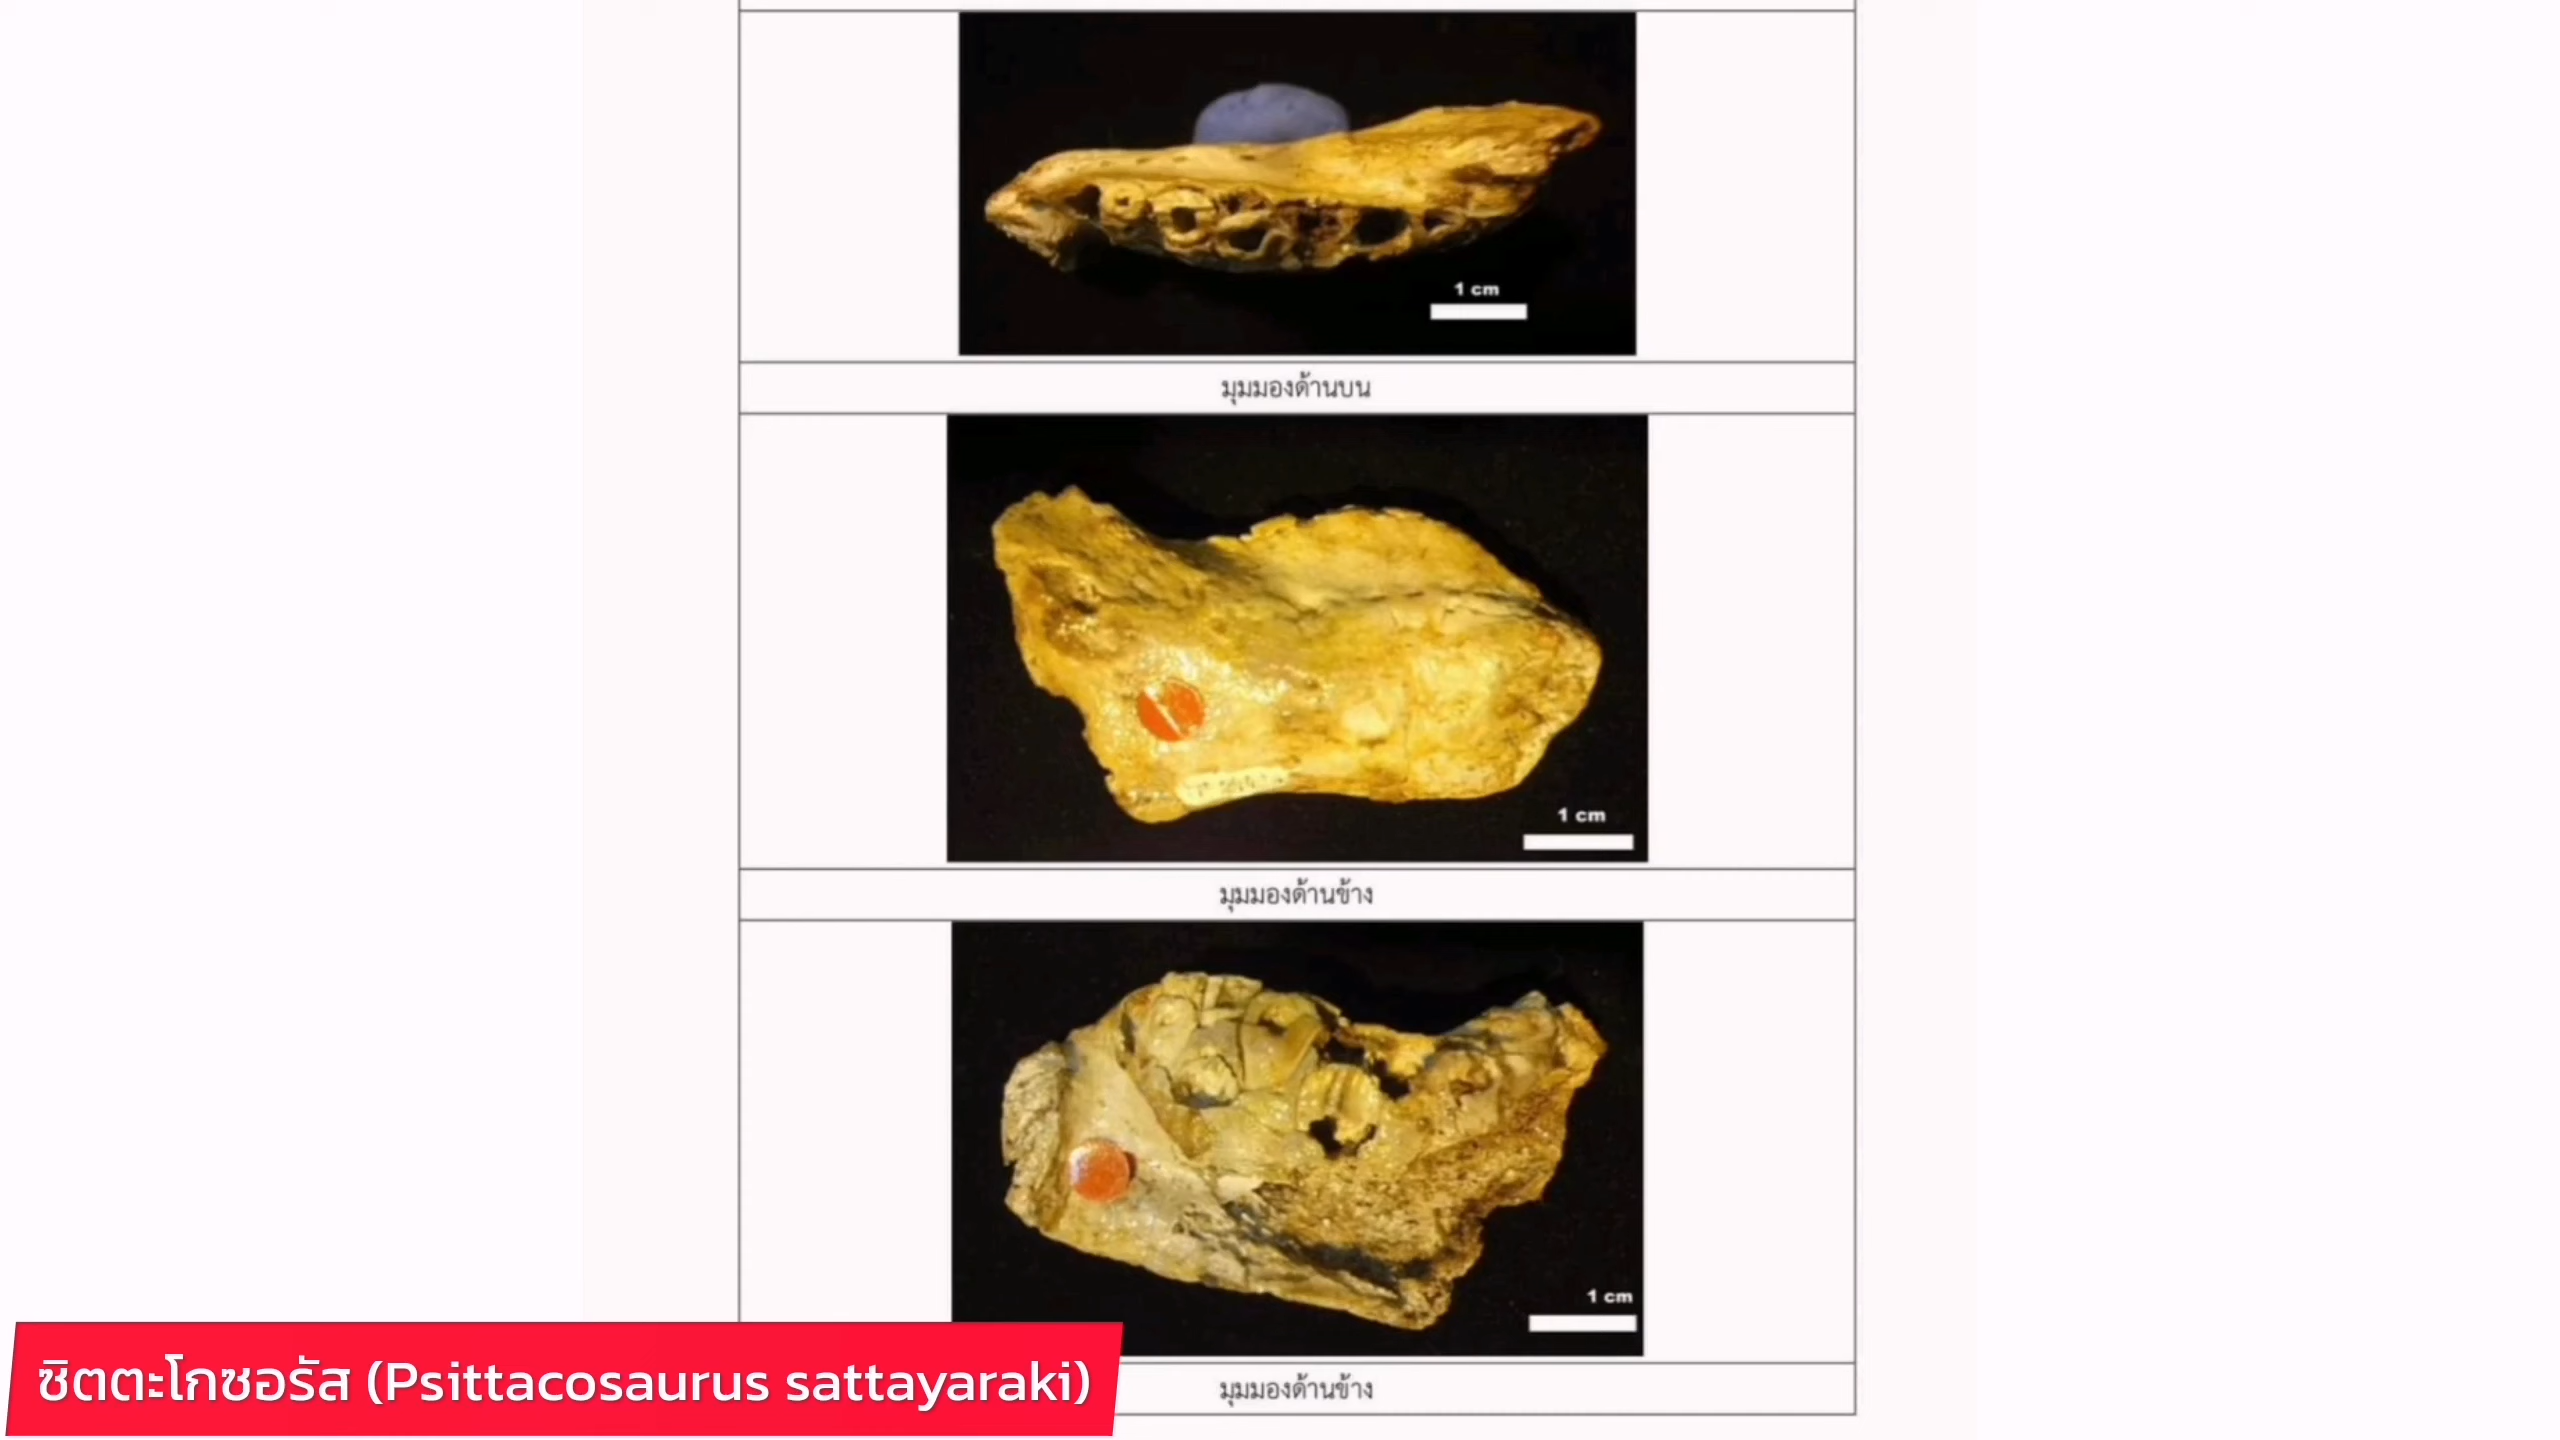 1 cm
มุมมองด้านบน
1 cm
มุมมองด้านข้าง
1 cm
มุมมองด้านข้าง
ซิตตะโกซอรัส (Psittacosaurus sattayaraki)